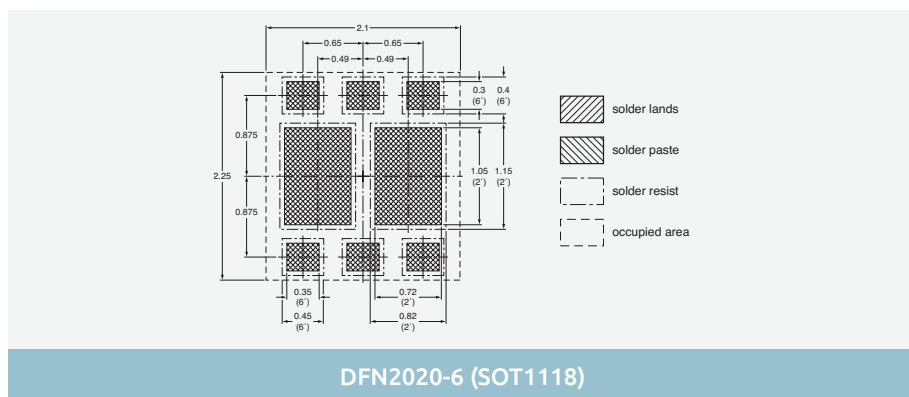 2.1
0.65 0.65
0.49 0.49
0.3 0.4
(6´) (6´)
solder lands
0.875
solder paste
2.25
1.05 1.15
(2´) (2´)
solder resist
0.875
occupied area
0.35 0.72
(6´) (2´)
0.45 0.82
(6´) (2´)
DFN2020-6 (SOT1118)